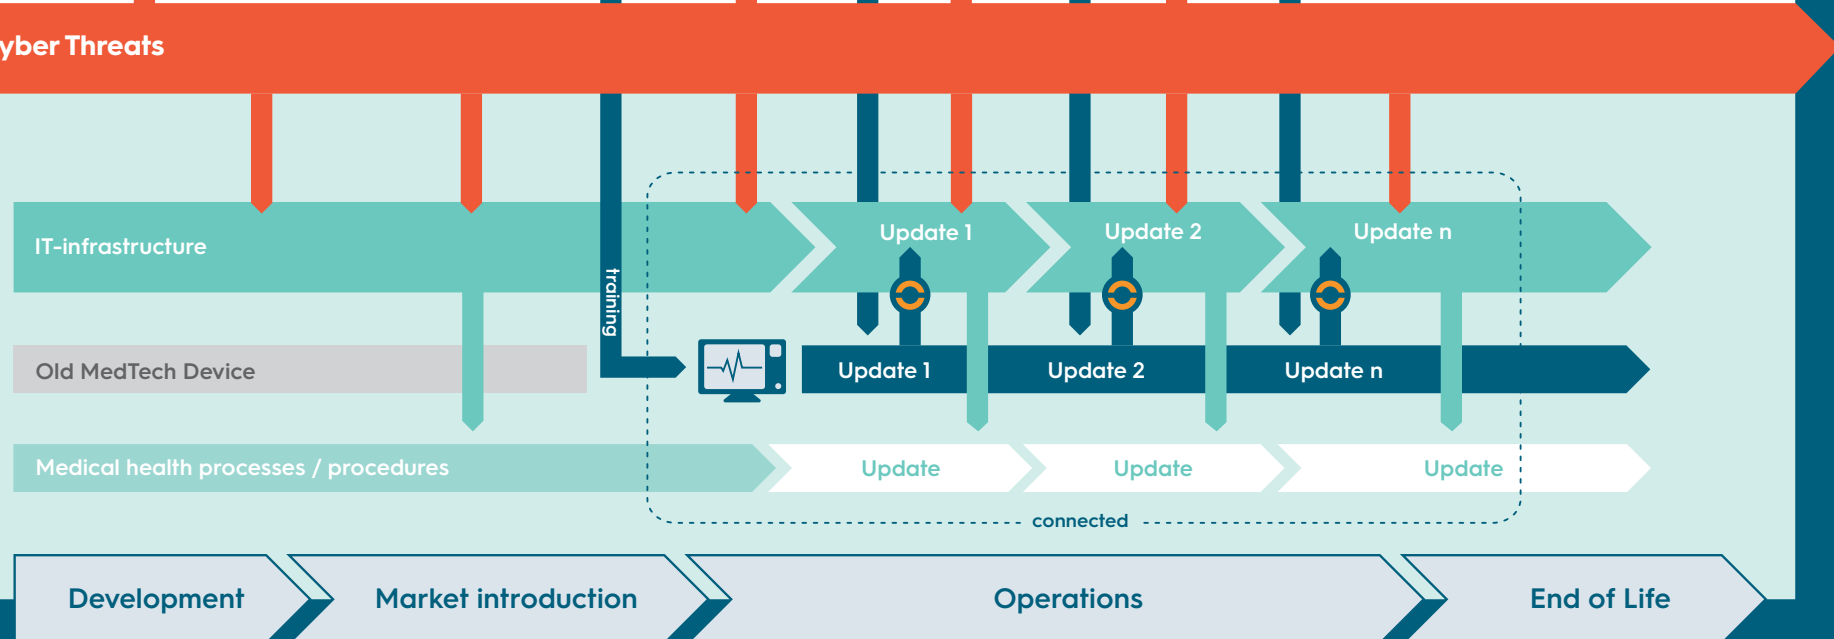 yber Threats
Update 1
Update 2
Update n
IT-infrastructure
training
Old MedTech Device
Update 1
Update 2
Update n
Medical health processes / procedures
Update
Update
Update
connected
Development
Market introduction
Operations
End of Life